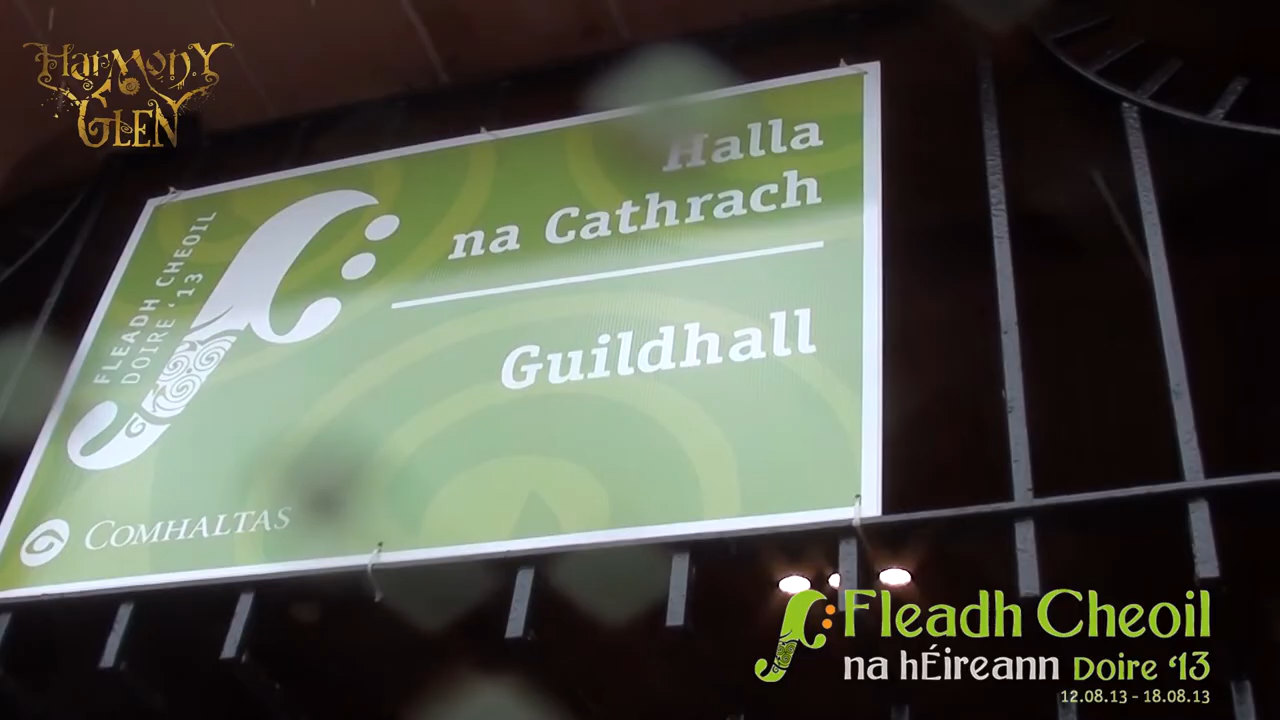 Harmony
Glen
Halla
na Cathrach
Guildhall
FLEADH CHEOIL
DOIRE '13
COMHALTAS
Fleadh Cheoil
na hÉireann Doire '13
12.08.13 - 18.08.13